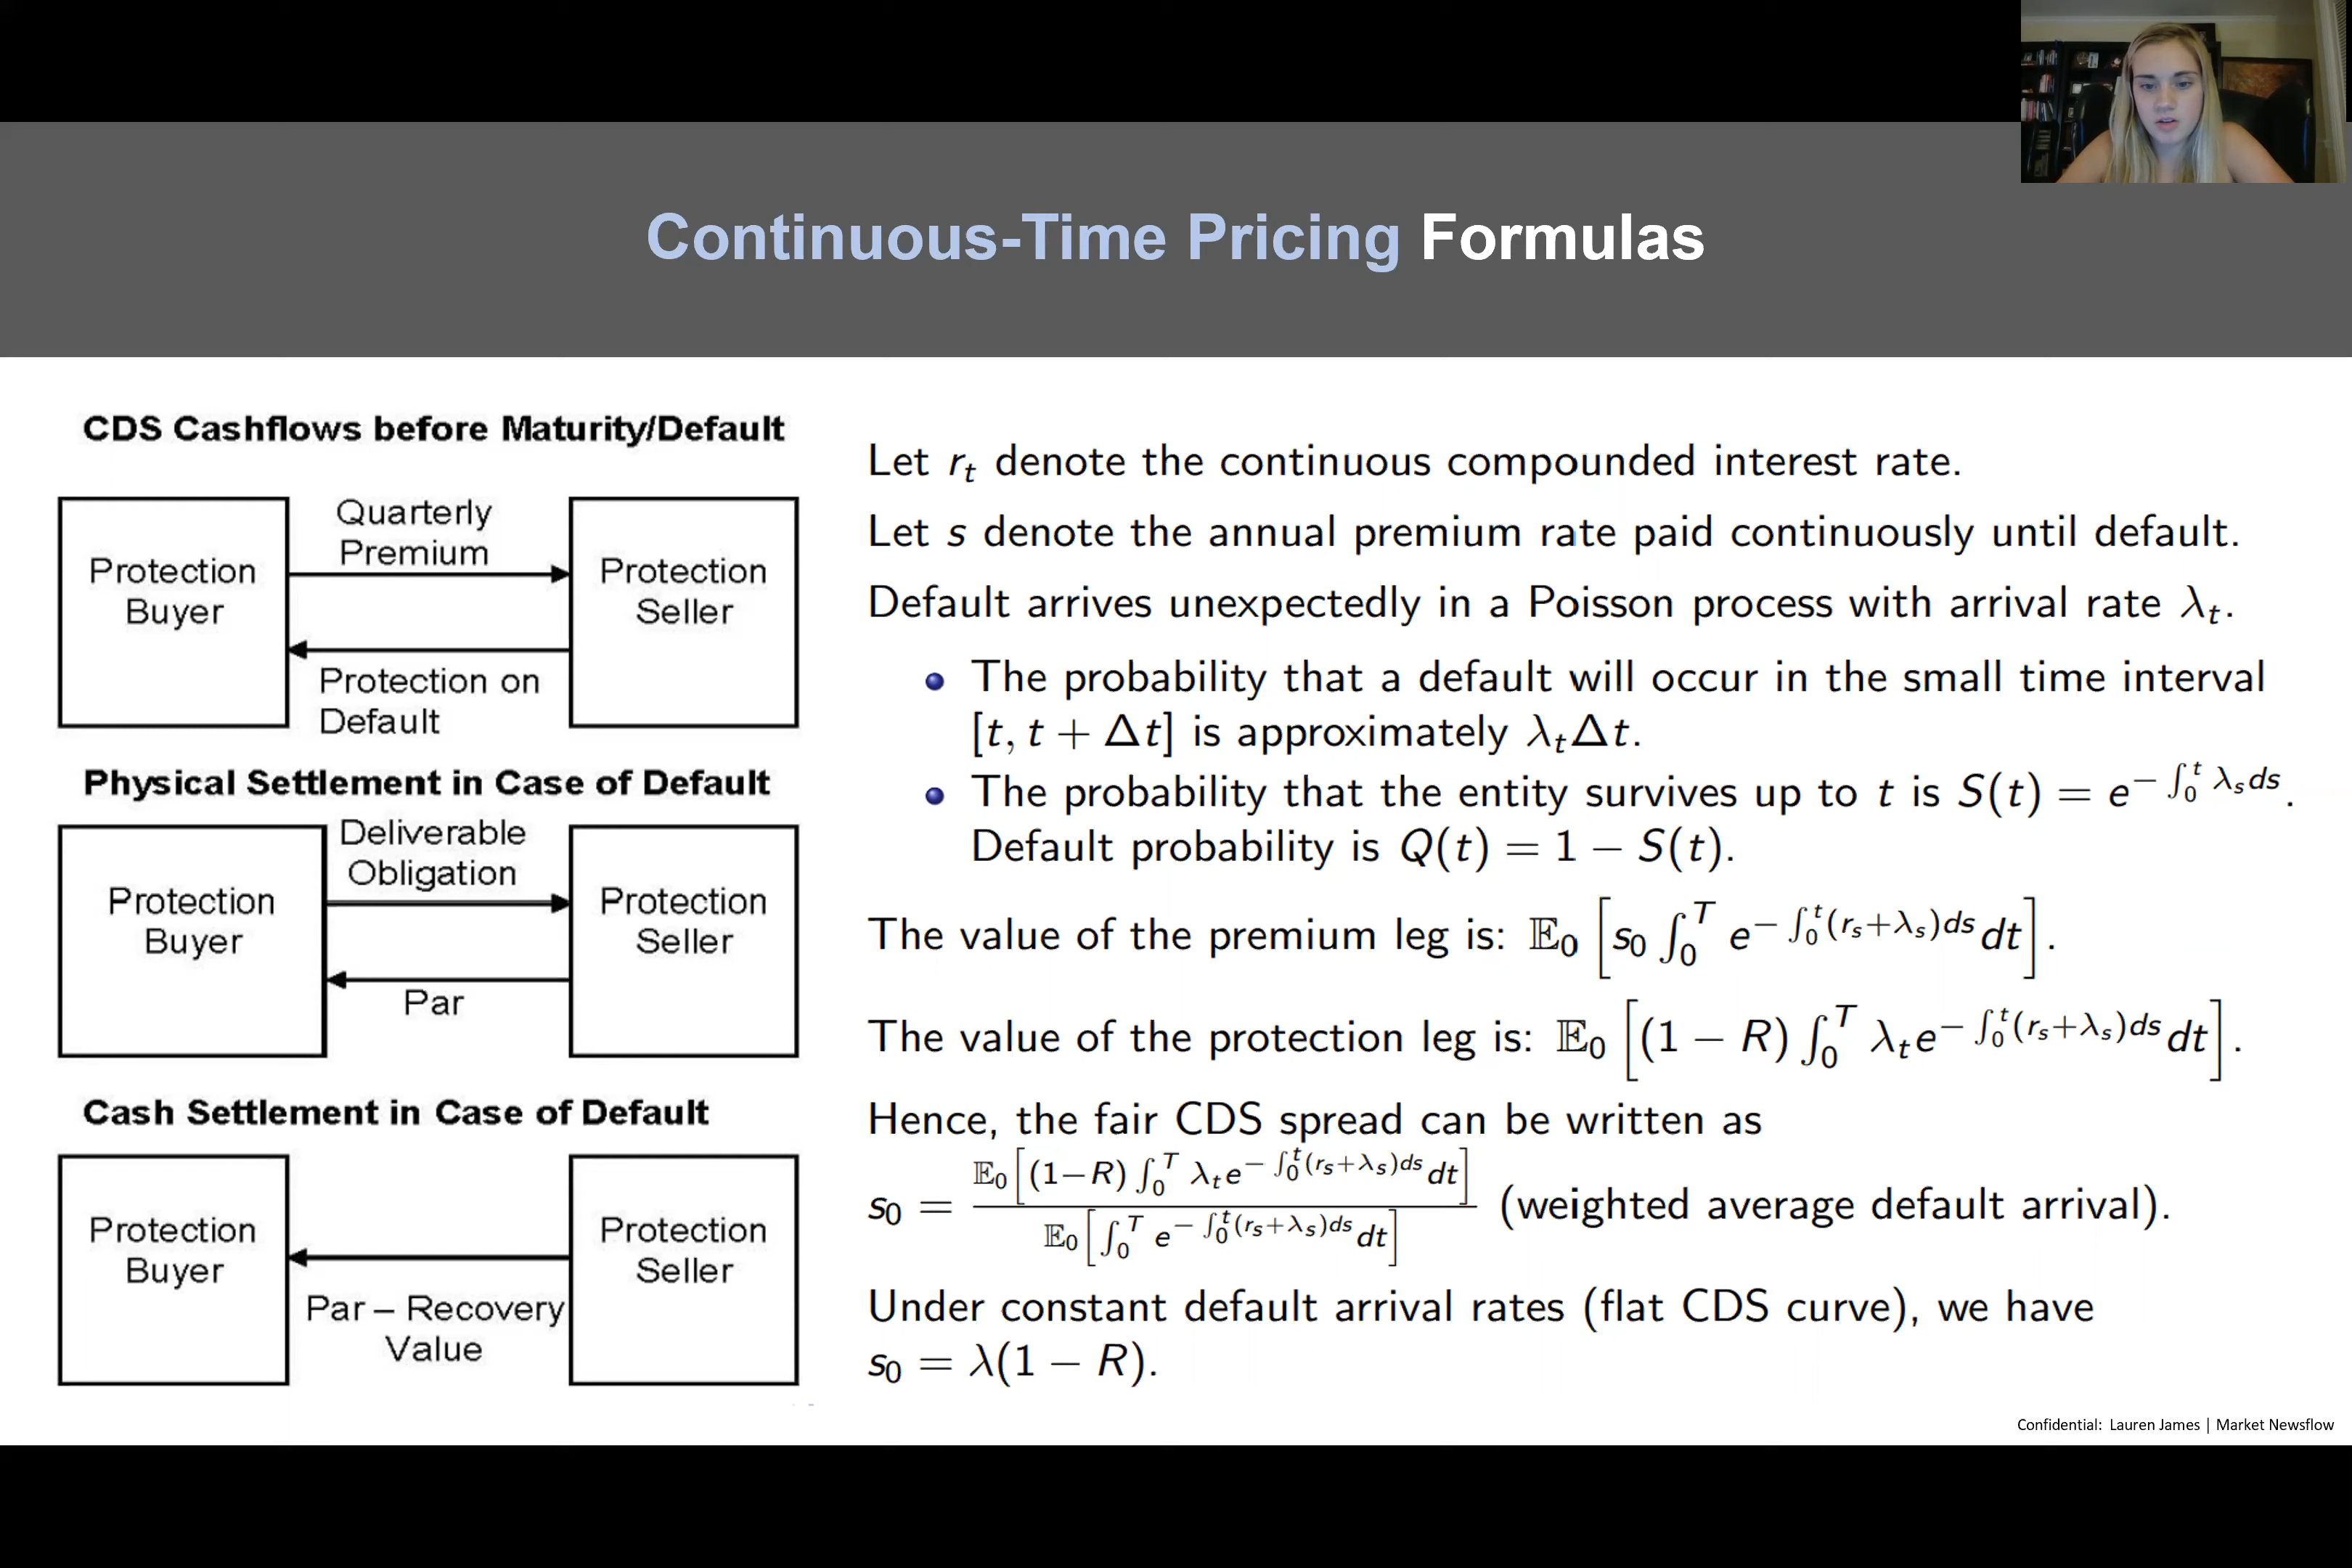 Continuous-Time Pricing Formulas
CDS Cashflows before Maturity/Default
Protection
Buyer
Quarterly
Premium
Protection on
Default
Protection
Seller
Physical Settlement in Case of Default
Protection
Buyer
Deliverable
Obligation
Par
Protection
Seller
Cash Settlement in Case of Default
Protection
Buyer
Par – Recovery
Value
Protection
Seller
Let r_t denote the continuous compounded interest rate.
Let s denote the annual premium rate paid continuously until default.
Default arrives unexpectedly in a Poisson process with arrival rate λ_t.
• The probability that a default will occur in the small time interval
[t, t + Δt] is approximately λ_tΔt.
• The probability that the entity survives up to t is S(t) = e^{− ∫_0^t λ_s ds}.
Default probability is Q(t) = 1 − S(t).
The value of the premium leg is: 𝔼_0 [s_0 ∫_0^T e^{− ∫_0^t (r_s+λ_s)ds} dt].
The value of the protection leg is: 𝔼_0 [(1 − R) ∫_0^T λ_t e^{− ∫_0^t (r_s+λ_s)ds} dt].
Hence, the fair CDS spread can be written as
s_0 = \frac{𝔼_0 [(1−R) ∫_0^T λ_t e^{− ∫_0^t (r_s+λ_s)ds} dt]}{𝔼_0 [∫_0^T e^{− ∫_0^t (r_s+λ_s)ds} dt]} (weighted average default arrival).
Under constant default arrival rates (flat CDS curve), we have
s_0 = λ(1 − R).
Confidential: Lauren James | Market Newsflow